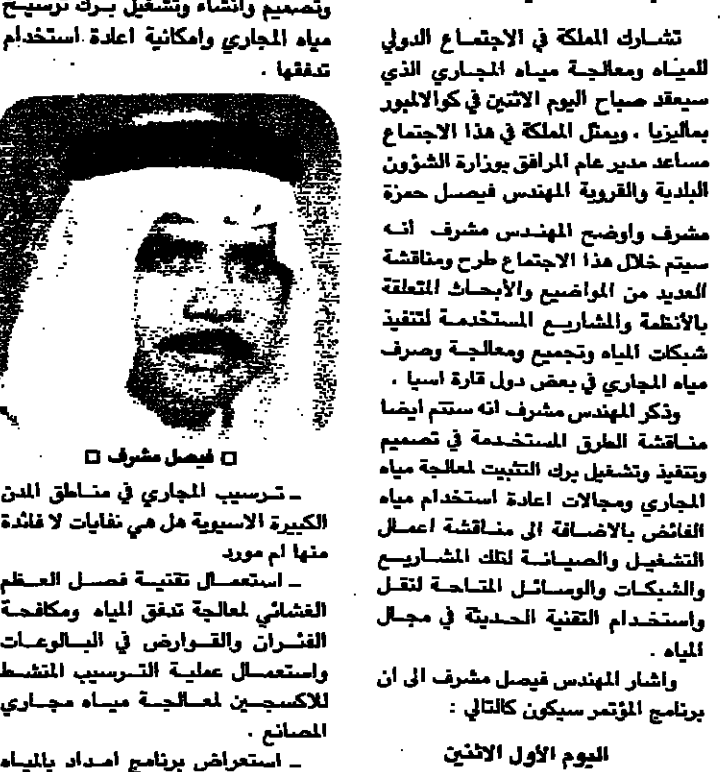 تشارك المملكة في الاجتماع الدولي
للمياه ومعالجة مياه المجاري الذي
سيعقد صباح اليوم الاثنين في كوالالمبور
بماليزيا . ويمثل المملكة في هذا الاجتماع
مساعد مدير عام المرافق بوزارة الشؤون
البلدية والقروية المهندس فيصل حمزة
مشرف واوضح المهندس مشرف أنه
سيتم خلال هذا الاجتماع طرح ومناقشة
العديد من المواضيع والأبحاث المتعلقة
بالأنظمة والمشاريع المستخدمة لتنفيذ
شبكات المياه وتجميع ومعالجة وصرف
مياه المجاري في بعض دول قارة اسيا .
وذكر المهندس مشرف انه ستتم ايضا
مناقشة الطرق المستخدمة في تصميم
وتنفيذ وتشغيل برك التثبيت لمعالجة مياه
المجاري ومجالات اعادة استخدام مياه
الفائض بالاضافة الى مناقشة اعمال
التشغيل والصيانة لتلك المشاريع
والشبكات والوسائل المتاحة لنقل
واستخدام التقنية الحديثة في مجال
المياه .
واشار المهندس فيصل مشرف الى ان
برنامج المؤتمر سيكون كالتالي :
اليوم الأول الاثنين
وتصميم وانشاء وتشغيل برك ترسيخ
مياه المجاري وامكانية اعادة استخدام
تدفقها .
□ فيصل مشرف □
ـ ترسيب المجاري في مناطق المدن
الكبيرة الاسيوية هل هي نفايات لا فائدة
منها ام مورد
ـ استعمال تقنية فصل العظم
الغشائي لمعالجة تدفق المياه ومكافحة
الفئران والقوارض في البالوعات
واستعمال عملية الترسيب المنشط
للاكسجين لمعالجة مياه مجاري
المصانع .
ـ استعراض برنامج امداد بالمياه